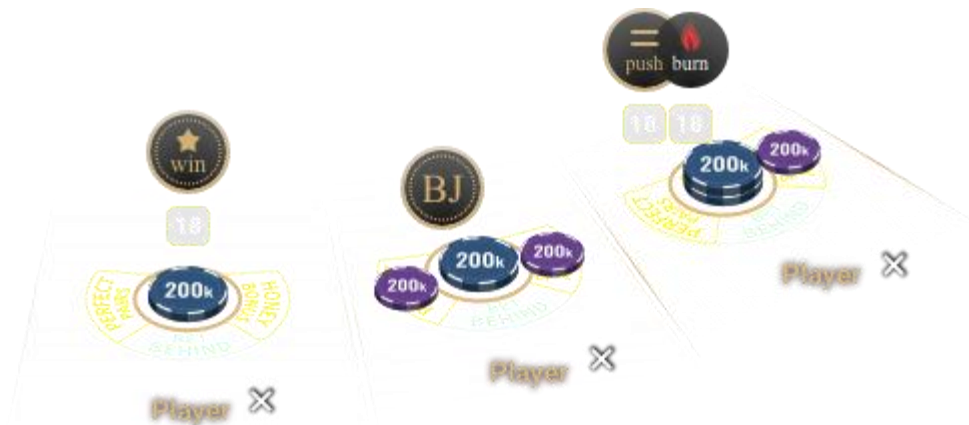 push burn
18 18
200k 200k
PERFECT PAIRS
BEHIND
Player
win
18
200k
PERFECT PAIRS
HONEY BONUS
BET BEHIND
Player
BJ
200k 200k 200k
BEHIND
Player